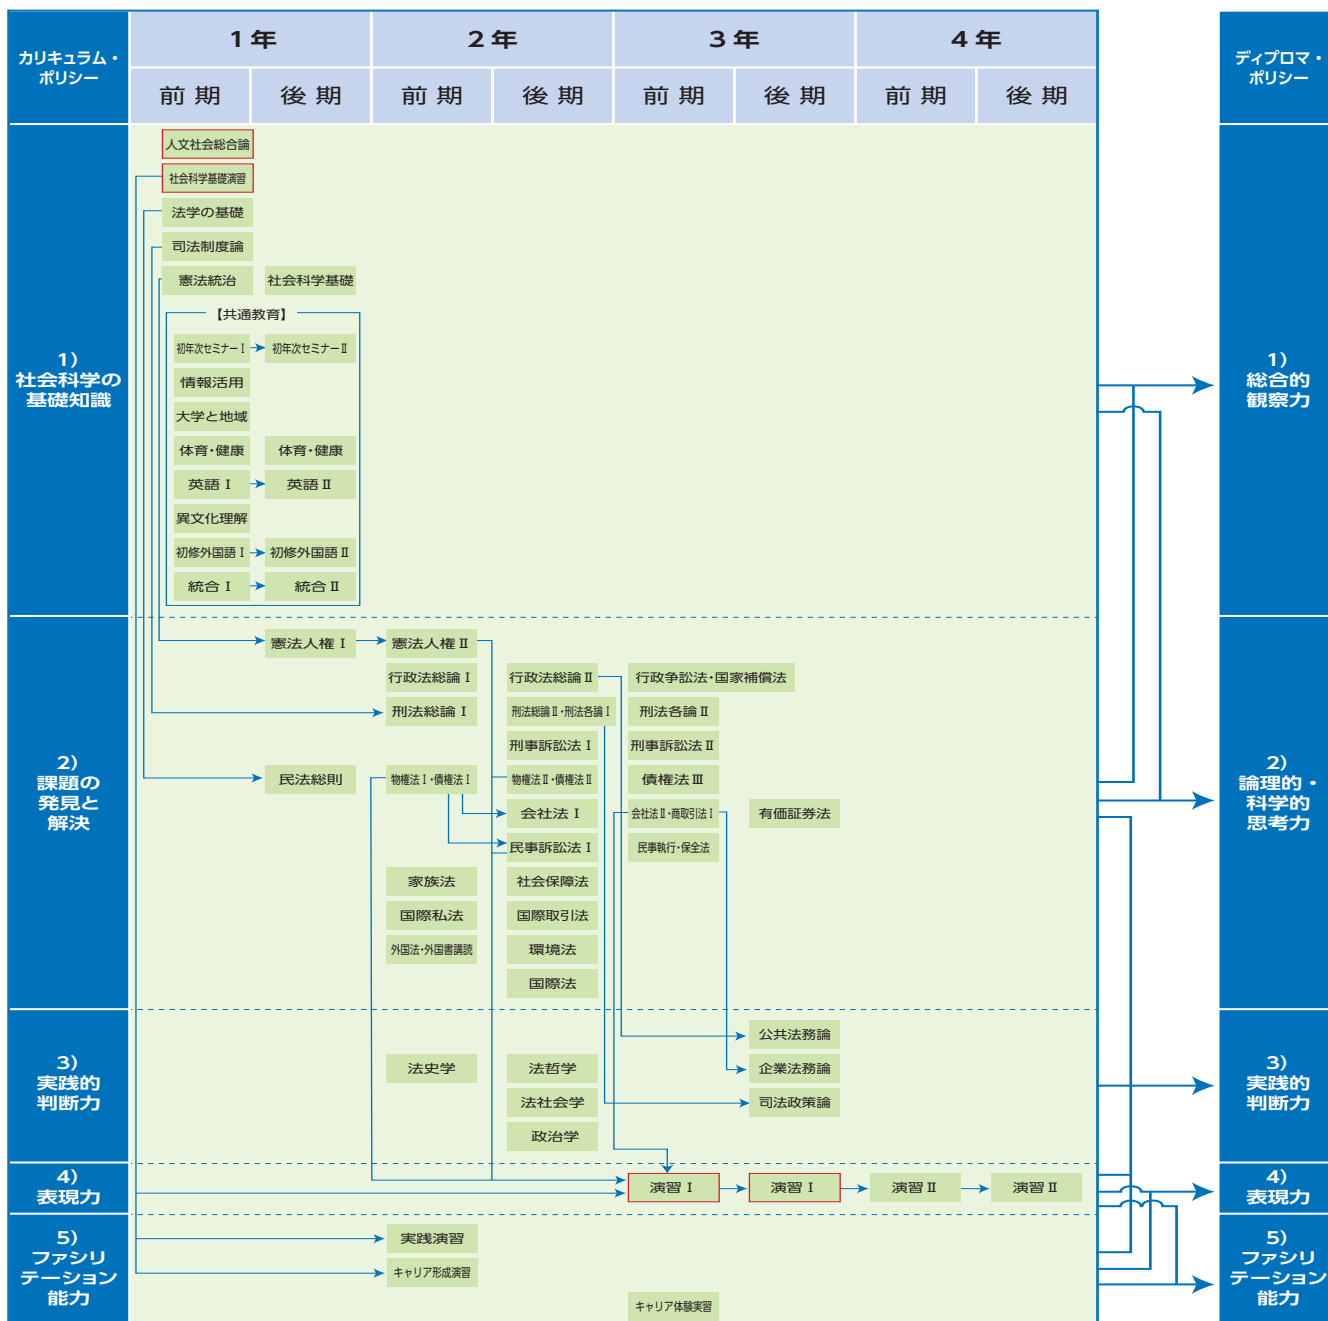 カリキュラム・
ポリシー
1年
2年
3年
4年
ディプロマ・
ポリシー
前期
後期
前期
後期
前期
後期
前期
後期
1)
社会科学の
基礎知識
人文社会総合論
社会科学基礎演習
法学の基礎
司法制度論
憲法統治
社会科学基礎
【共通教育】
初年次セミナーⅠ
初年次セミナーⅡ
情報活用
大学と地域
体育・健康
体育・健康
英語Ⅰ
英語Ⅱ
異文化理解
初修外国語Ⅰ
初修外国語Ⅱ
統合Ⅰ
統合Ⅱ
1)
総合的
観察力
2)
課題の
発見と
解決
憲法人権Ⅰ
憲法人権Ⅱ
行政法総論Ⅰ
行政法総論Ⅱ
行政争訟法・国家補償法
刑法総論Ⅰ
刑法総論Ⅱ・刑法各論Ⅰ
刑法各論Ⅱ
刑事訴訟法Ⅰ
刑事訴訟法Ⅱ
民法総則
物権法Ⅰ・債権法Ⅰ
物権法Ⅱ・債権法Ⅱ
債権法Ⅲ
会社法Ⅰ
会社法Ⅱ・商取引法Ⅰ
有価証券法
民事訴訟法Ⅰ
民事執行・保全法
家族法
社会保障法
国際私法
国際取引法
外国法・外国書講読
環境法
国際法
2)
論理的・
科学的
思考力
3)
実践的
判断力
公共法務論
法史学
法哲学
企業法務論
法社会学
司法政策論
政治学
3)
実践的
判断力
4)
表現力
演習Ⅰ
演習Ⅰ
演習Ⅱ
演習Ⅱ
4)
表現力
5)
ファシリ
テーション
能力
実践演習
キャリア形成演習
キャリア体験実習
5)
ファシリ
テーション
能力